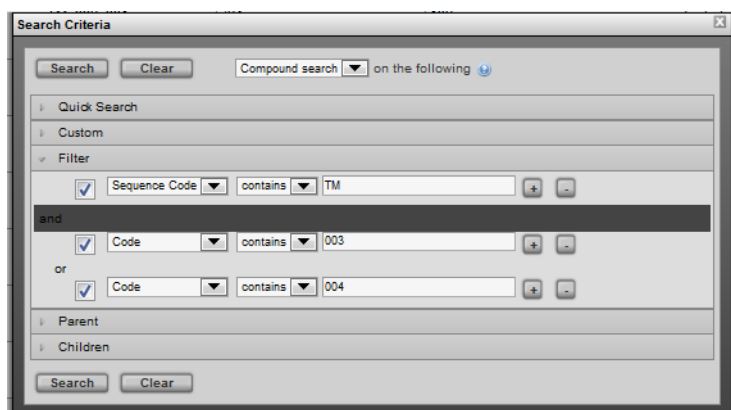 Search Criteria
Search Clear Compound search on the following
Quick Search
Custom
Filter
Sequence Code contains TM + -
and
Code contains 003 + -
or
Code contains 004 + -
Parent
Children
Search Clear